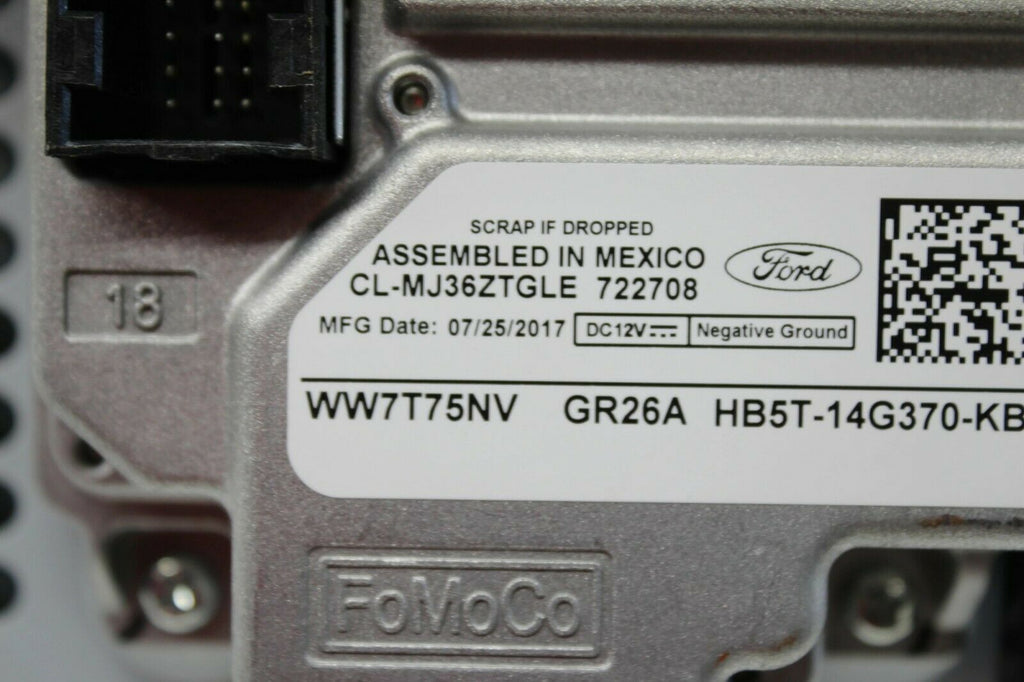 SCRAP IF DROPPED
ASSEMBLED IN MEXICO
Ford
CL-MJ36ZTGLE 722708
MFG Date: 07/25/2017 DC12V Negative Ground
18
WW7T75NV GR26A HB5T-14G370-KB
FoMoCo